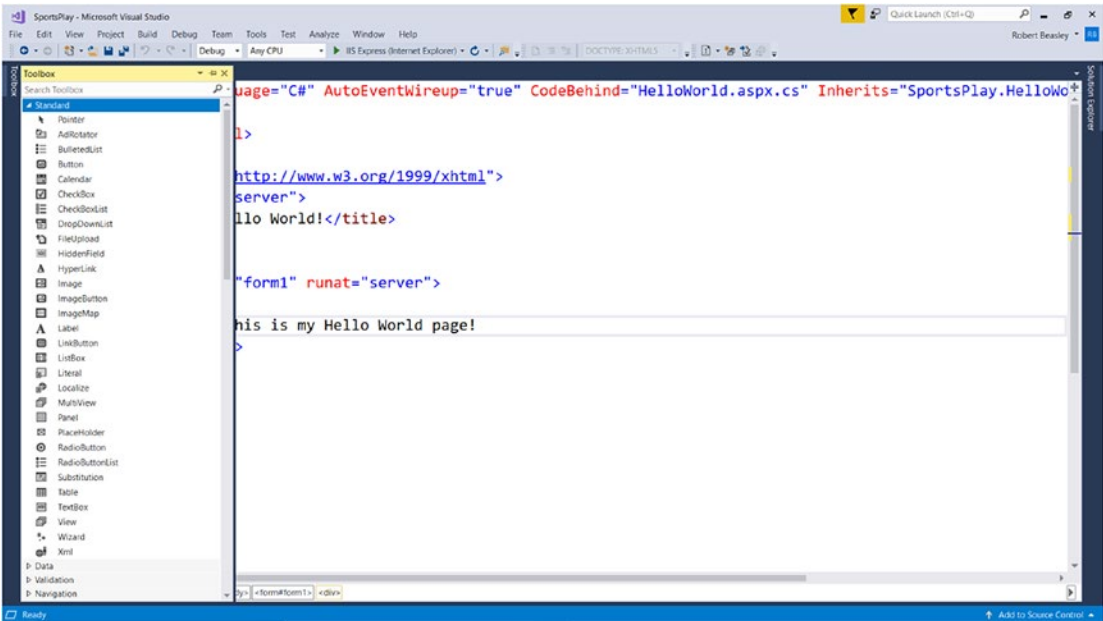 SportsPlay - Microsoft Visual Studio
Quick Launch (Ctrl+Q)
File Edit View Project Build Debug Team Tools Test Analyze Window Help
Robert Beasley
RB
Debug Any CPU IIS Express (Internet Explorer) DOCTYPE: XHTML5
Toolbox
Solution Explorer
Toolbox
Search Toolbox
Standard
Pointer
AdRotator
BulletedList
Button
Calendar
CheckBox
CheckBoxList
DropDownList
FileUpload
HiddenField
HyperLink
Image
ImageButton
ImageMap
Label
LinkButton
ListBox
Literal
Localize
MultiView
Panel
PlaceHolder
RadioButton
RadioButtonList
Substitution
Table
TextBox
View
Wizard
Xml
Data
Validation
Navigation
uage="C#" AutoEventWireup="true" CodeBehind="HelloWorld.aspx.cs" Inherits="SportsPlay.HelloWo
l>
http://www.w3.org/1999/xhtml">
server">
llo World!</title>
"form1" runat="server">
his is my Hello World page!
>
dy> <form#form1> <div>
Ready
Add to Source Control